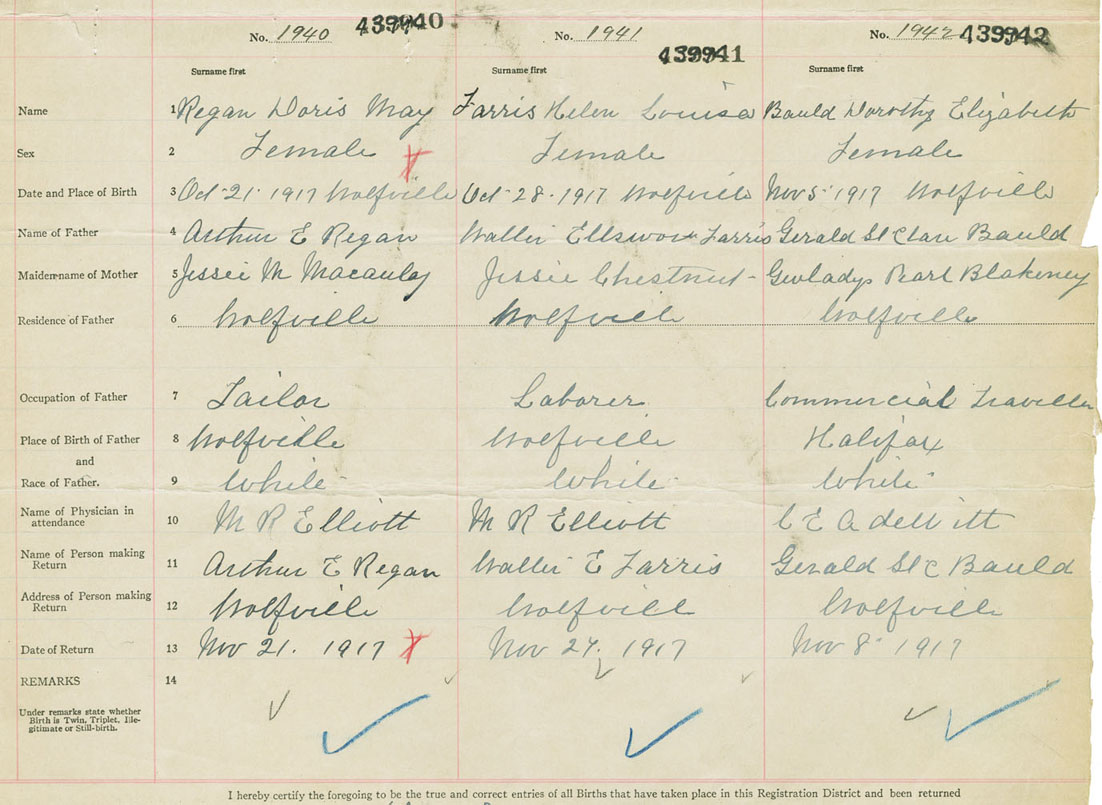 No. 1940 439940 No. 1941 439941 No. 1942 439942
Surname first Surname first Surname first
Name 1 Regan Doris May Farris Helen Louisa Bauld Dorothy Elizabeth
Sex 2 Female Female Female
Date and Place of Birth 3 Oct 21 1917 Wolfville Oct 28 1917 Wolfville Nov 5 1917 Wolfville
Name of Father 4 Arthur E Regan Farris Gerald St Clare Bauld
Maiden name of Mother 5 Jessie M Macaulay Jessie Chestnut Gwladys Pearl Blakeney
Residence of Father 6 Wolfville Wolfville Wolfville
Occupation of Father 7 Tailor Laborer Commercial Traveller
Place of Birth of Father 8 Wolfville Wolfville Halifax
and
Race of Father. 9 White White White
Name of Physician in
attendance 10 M R Elliott M R Elliott C E A deWitt
Name of Person making
Return 11 Arthur E Regan E Farris Gerald St C Bauld
Address of Person making
Return 12 Wolfville Wolfville Wolfville
Date of Return 13 Nov 21. 1917 Nov 1917 Nov 8 1917
REMARKS 14
Under remarks state whether
Birth is Twin, Triplet, Ille-
gitimate or Still-birth.
I hereby certify the foregoing to be the true and correct entries of all Births that have taken place in this Registration District and been returned